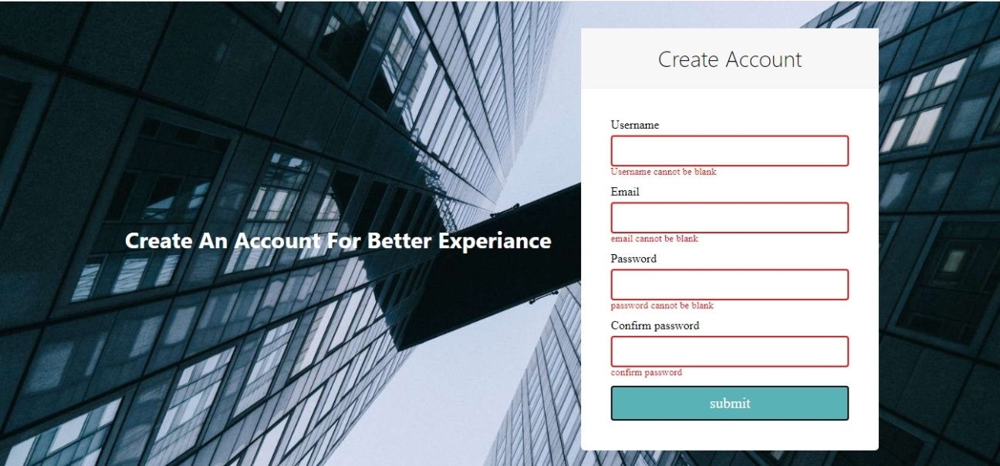 Create An Account For Better Experiance
Create Account
Username
Username cannot be blank
Email
email cannot be blank
Password
password cannot be blank
Confirm password
confirm password
submit